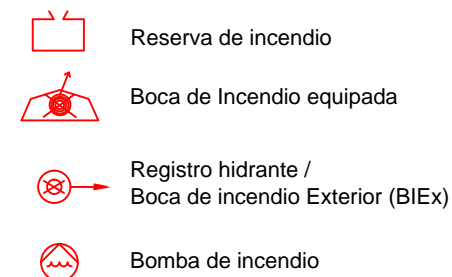 Reserva de incendio
Boca de Incendio equipada
Registro hidrante /
Boca de incendio Exterior (BIEx)
Bomba de incendio